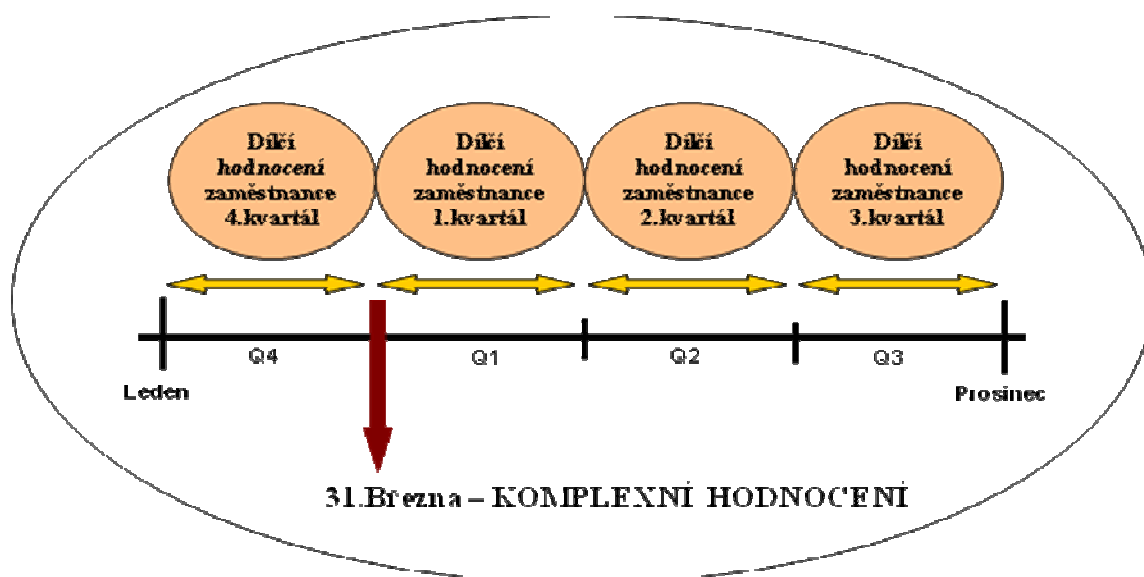 Dílčí
hodnocení
zaměstnance
4.kvartál
Dílčí
hodnocení
zaměstnance
1.kvartál
Dílčí
hodnocení
zaměstnance
2.kvartál
Dílčí
hodnocení
zaměstnance
3.kvartál
Q4
Q1
Q2
Q3
Leden
Prosinec
31.Března – KOMPLEXNÍ HODNOCENÍ